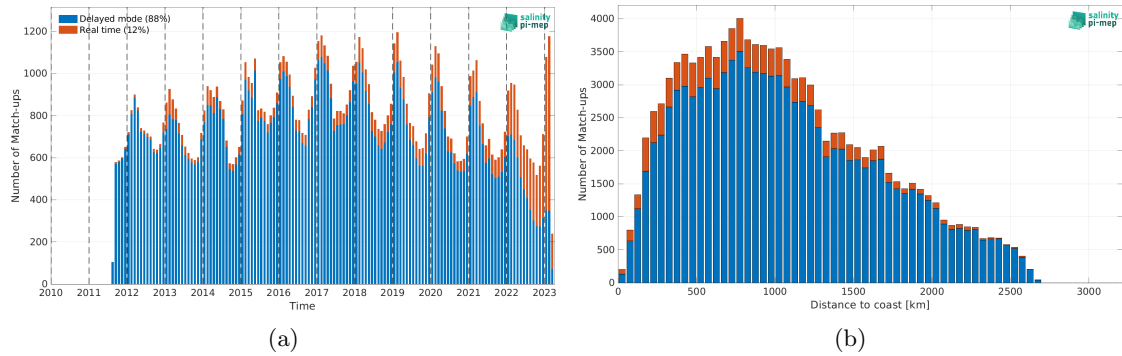 Delayed mode (88%)
Real time (12%)
salinity
pi-mep
Number of Match-ups
1200
1000
800
600
400
200
0
2010 2011 2012 2013 2014 2015 2016 2017 2018 2019 2020 2021 2022 2023
Time
(a)
salinity
pi-mep
Number of Match-ups
4000
3500
3000
2500
2000
1500
1000
500
0
0 500 1000 1500 2000 2500 3000
Distance to coast [km]
(b)